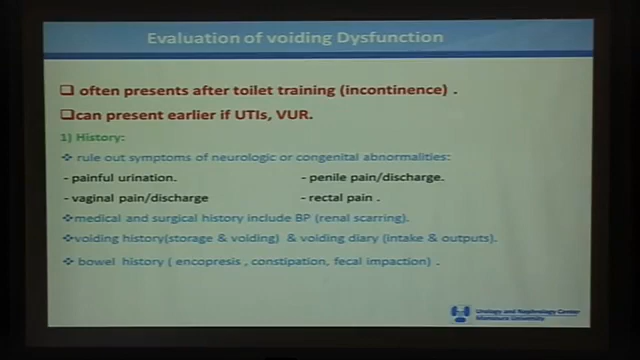 Evaluation of voiding Dysfunction
❑ often presents after toilet training (incontinence) .
❑can present earlier if UTIs, VUR.
1) History:
❖ rule out symptoms of neurologic or congenital abnormalities:
- painful urination. - penile pain/discharge.
- vaginal pain/discharge - rectal pain .
❖ medical and surgical history include BP (renal scarring).
❖ voiding history(storage & voiding) & voiding diary (intake & outputs).
❖ bowel history ( encopresis , constipation, fecal impaction) .
Urology and Nephrology Center
Mansoura University